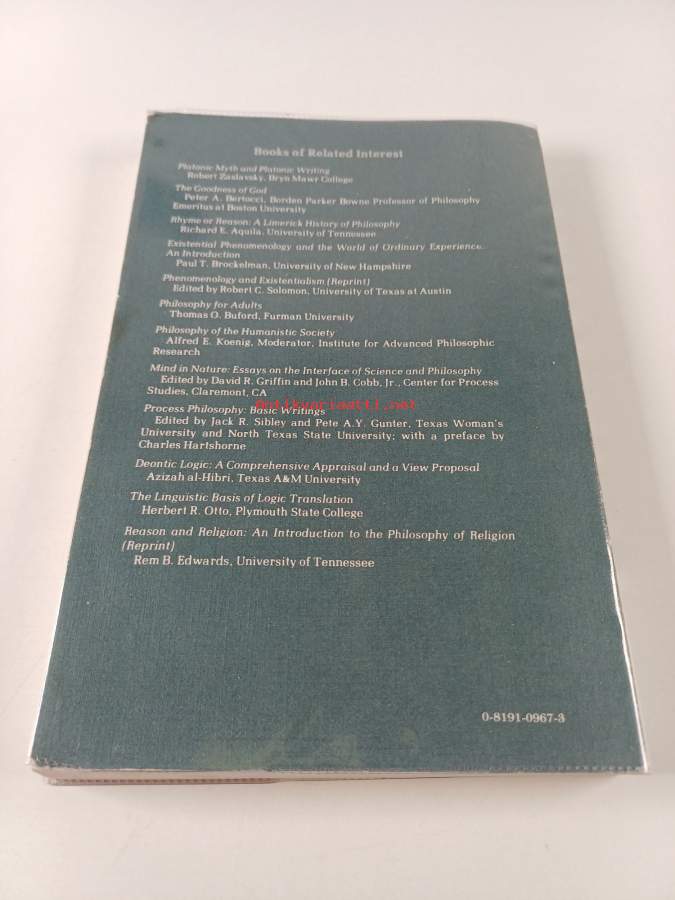 Books of Related Interest
Platonic Myth and Platonic Writing
Robert Zaslavsky, Bryn Mawr College
The Goodness of God
Peter A. Bertocci, Borden Parker Bowne Professor of Philosophy
Emeritus at Boston University
Rhyme or Reason: A Limerick History of Philosophy
Richard E. Aquila, University of Tennessee
Existential Phenomenology and the World of Ordinary Experience:
An Introduction
Paul T. Brockelman, University of New Hampshire
Phenomenology and Existentialism (Reprint)
Edited by Robert C. Solomon, University of Texas at Austin
Philosophy for Adults
Thomas O. Buford, Furman University
Philosophy of the Humanistic Society
Alfred E. Koenig, Moderator, Institute for Advanced Philosophic
Research
Mind in Nature: Essays on the Interface of Science and Philosophy
Edited by David R. Griffin and John B. Cobb, Jr., Center for Process
Studies, Claremont, CA
antikvariaatti.net
Process Philosophy: Basic Writings
Edited by Jack R. Sibley and Pete A.Y. Gunter, Texas Woman's
University and North Texas State University; with a preface by
Charles Hartshorne
Deontic Logic: A Comprehensive Appraisal and a View Proposal
Azizah al-Hibri, Texas A&M University
The Linguistic Basis of Logic Translation
Herbert R. Otto, Plymouth State College
Reason and Religion: An Introduction to the Philosophy of Religion
(Reprint)
Rem B. Edwards, University of Tennessee
0-8191-0967-3